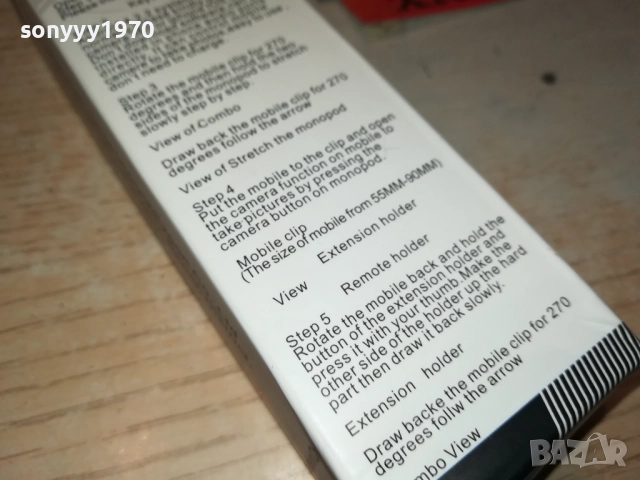 sonyyy1970
don't need to charge
Step 3
Rotate the mobile clip for 270
degrees and then hold the two
sides of the monopod to stretch
slowly step by step.
View of Combo
Draw back the mobile clip for 270
degrees follow the arrow
View of Stretch the monopod
Step 4
Put the mobile to the clip and open
the camera function on mobile to
take pictures by pressing the
camera button on monopod.
Mobile clip
(The size of mobile from 55MM-90MM)
View Extension holder
Remote holder
Step 5
Rotate the mobile back and hold the
button of the extension holder and
press it with your thumb. Make the
other side of the holder up the hard
part then draw it back slowly.
Extension holder
Draw backe the mobile clip for 270
degrees follw the arrow
Combo View
BAZAR
bg